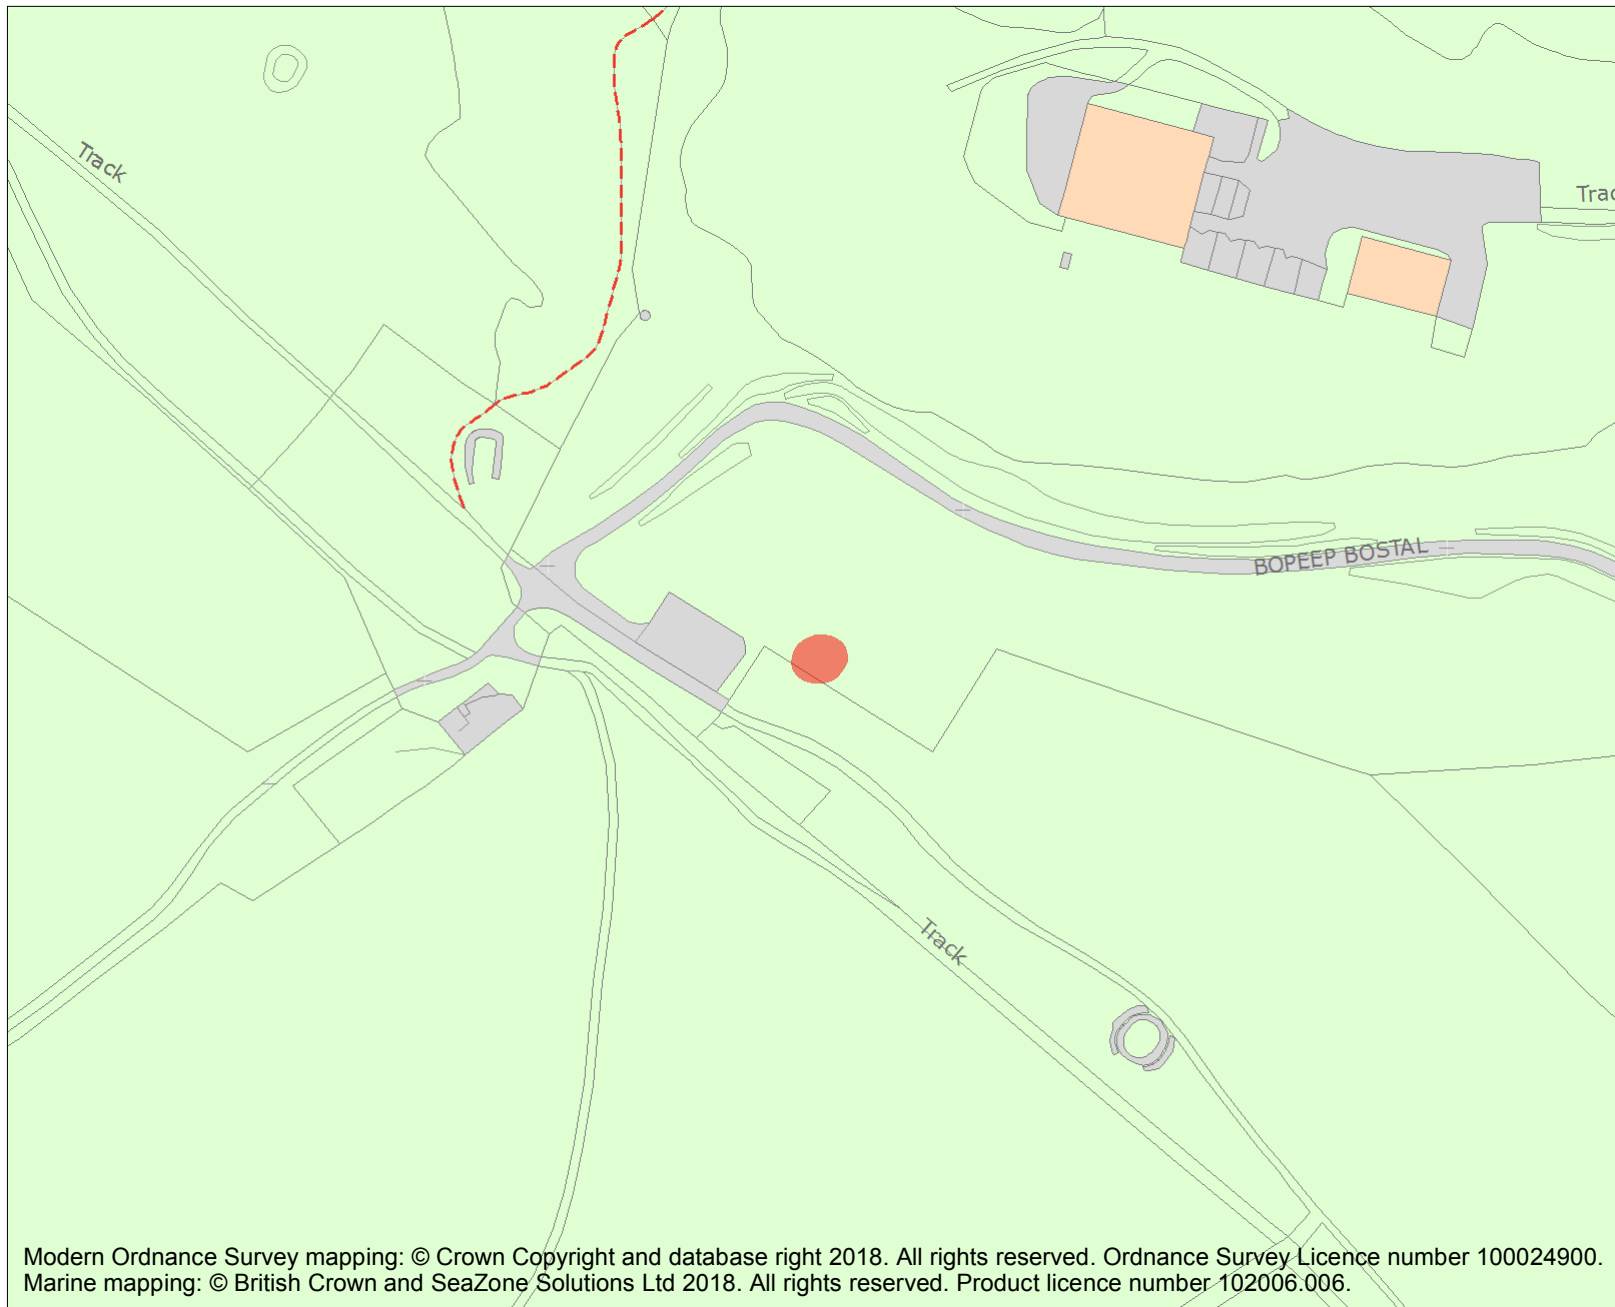 Track
Trac
BOPEEP BOSTAL
Track
Modern Ordnance Survey mapping: © Crown Copyright and database right 2018. All rights reserved. Ordnance Survey Licence number 100024900.
Marine mapping: © British Crown and SeaZone Solutions Ltd 2018. All rights reserved. Product licence number 102006.006.